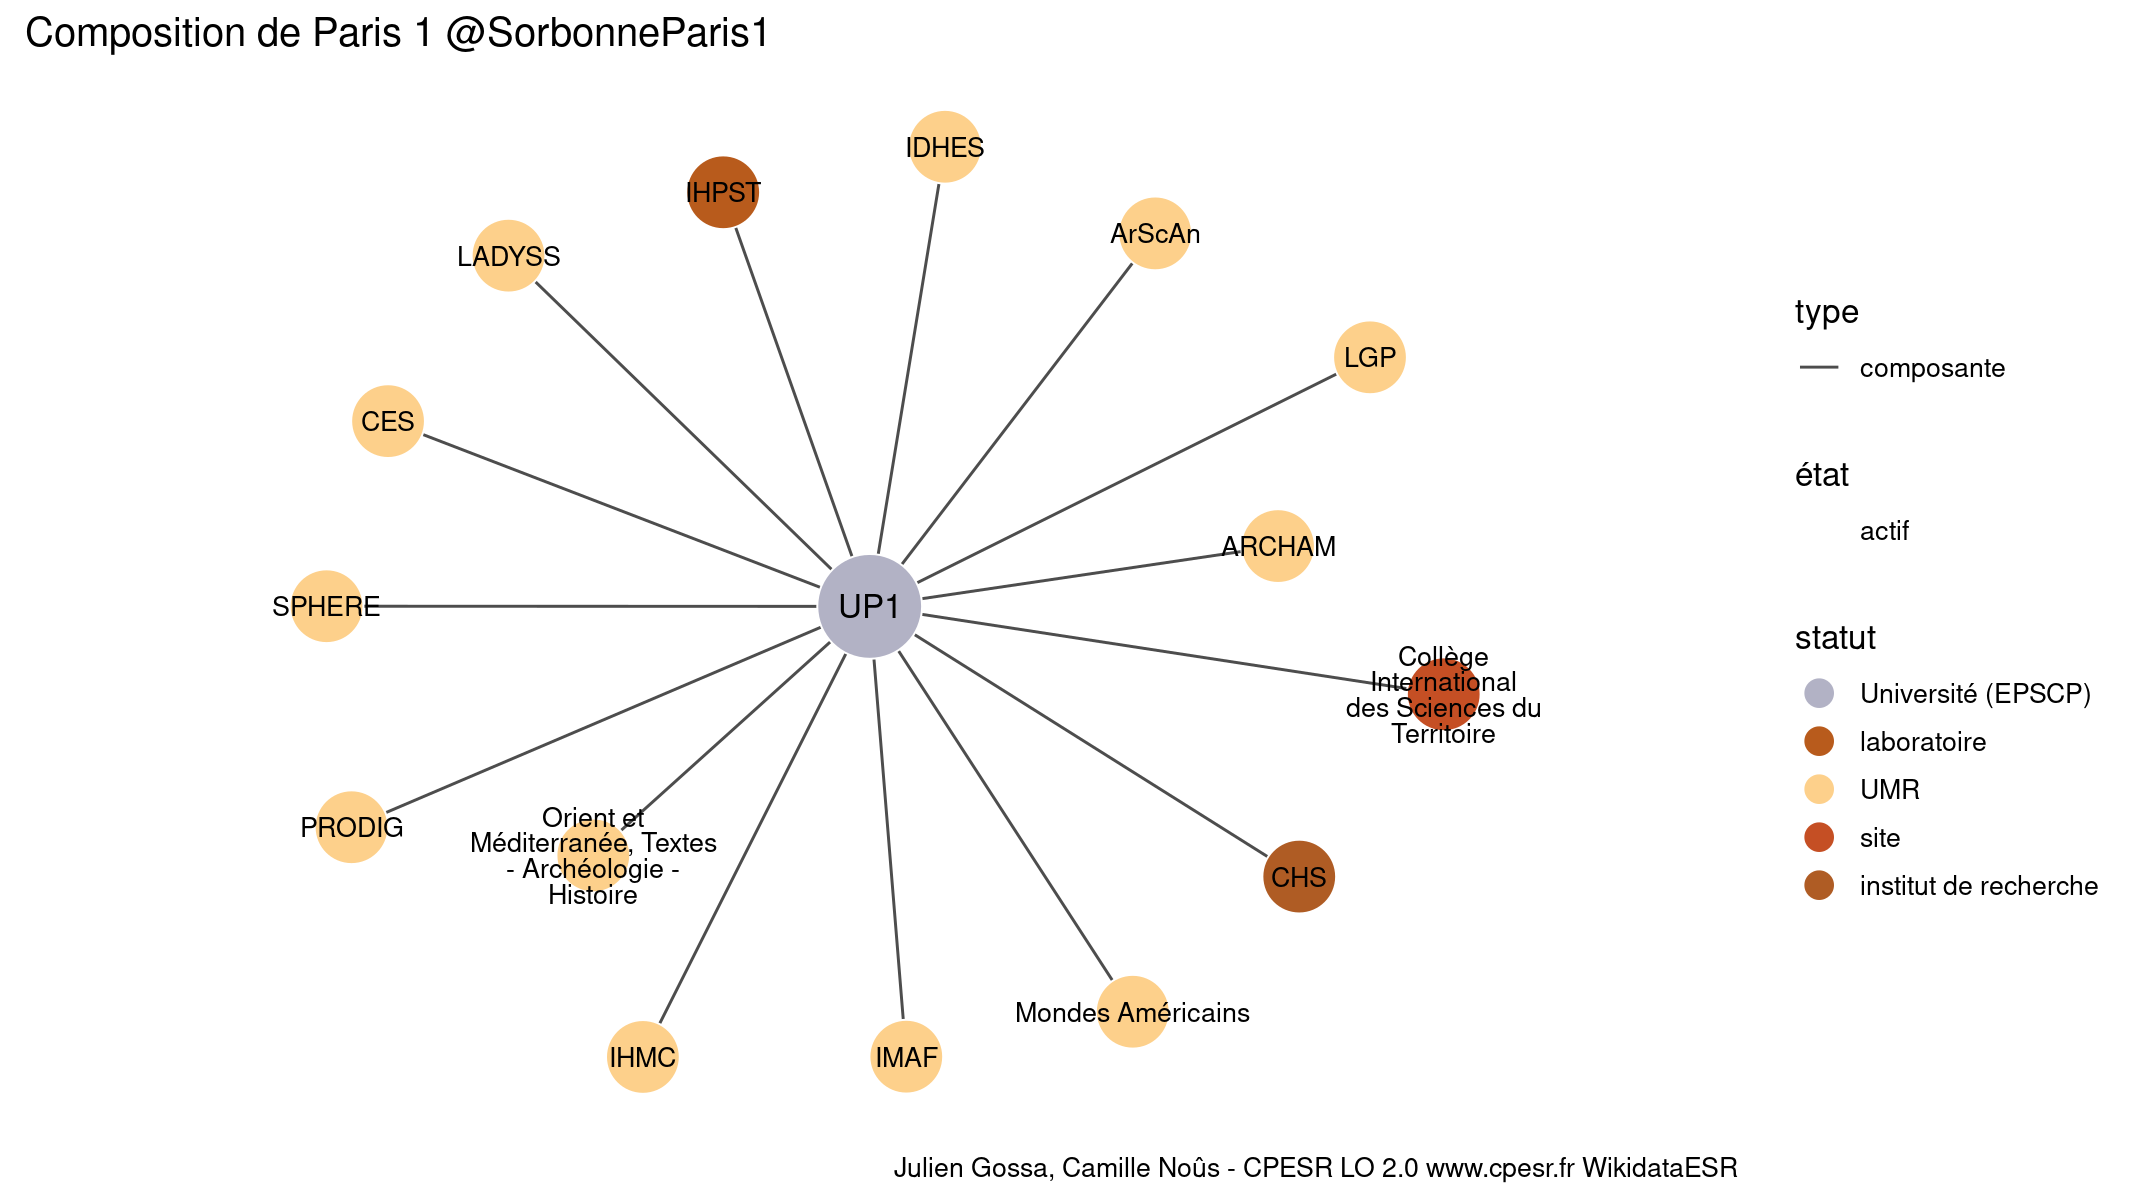 Composition de Paris 1 @SorbonneParis1
IDHES
IHPST
ArScAn
LADYSS
LGP
CES
ARCHAM
SPHERE
UP1
Collège
International
des Sciences du
Territoire
PRODIG
Orient et
Méditerranée, Textes
- Archéologie -
Histoire
CHS
Mondes Américains
IHMC
IMAF
type
composante
état
actif
statut
Université (EPSCP)
laboratoire
UMR
site
institut de recherche
Julien Gossa, Camille Noûs - CPESR LO 2.0 www.cpesr.fr WikidataESR